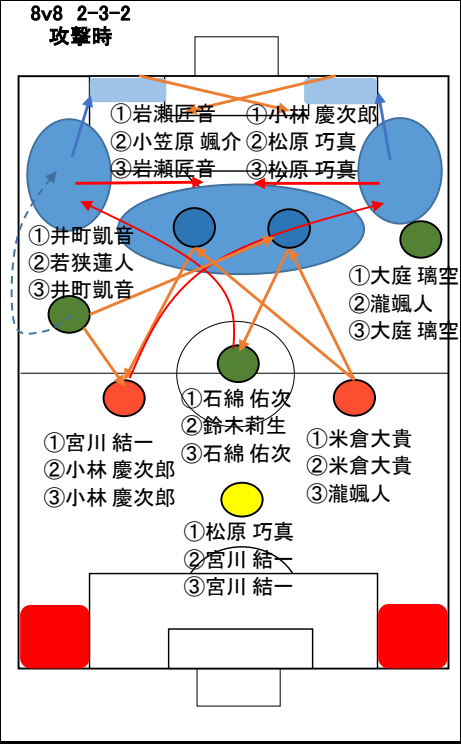 8v8 2-3-2
攻撃時
①岩瀬匠音
②小笠原 颯介
③岩瀬匠音
①小林 慶次郎
②松原 巧真
③松原 巧真
①井町凱音
②若狭蓮人
③井町凱音
①大庭 璃空
②瀧颯人
③大庭 璃空
①石綿 佑次
②鈴木莉生
③石綿 佑次
①宮川 結一
②小林 慶次郎
③小林 慶次郎
①米倉大貴
②米倉大貴
③瀧颯人
①松原 巧真
②宮川 結一
③宮川 結一